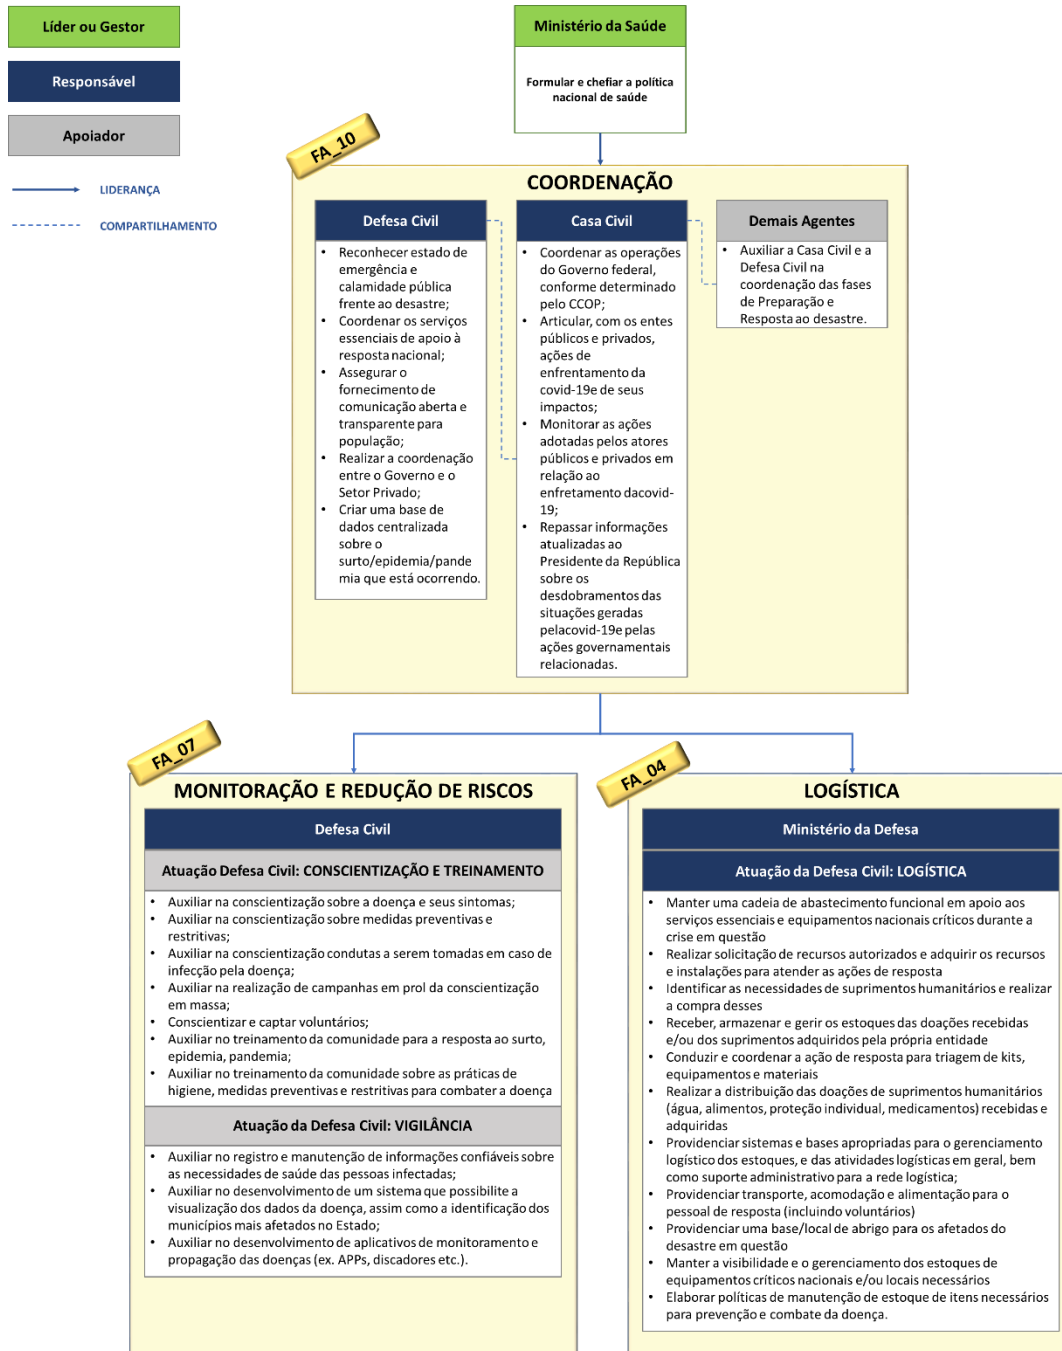 Líder ou Gestor
Responsável
Apoiador
LIDERANÇA
COMPARTILHAMENTO
Ministério da Saúde
Formular e chefiar a política
nacional de saúde
FA_10
COORDENAÇÃO
Defesa Civil
• Reconhecer estado de
emergência e
calamidade pública
frente ao desastre;
• Coordenar os serviços
essenciais de apoio à
resposta nacional;
• Assegurar o
fornecimento de
comunicação aberta e
transparente para
população;
• Realizar a coordenação
entre o Governo e o
Setor Privado;
• Criar uma base de
dados centralizada
sobre o
surto/epidemia/pande
mia que está ocorrendo.
Casa Civil
• Coordenar as operações
do Governo federal,
conforme determinado
pelo CCOP;
• Articular, com os entes
públicos e privados,
ações de
enfrentamento da
covid-19e de seus
impactos;
• Monitorar as ações
adotadas pelos atores
públicos e privados em
relação ao
enfretamento dacovid-
19;
• Repassar informações
atualizadas ao
Presidente da República
sobre os
desdobramentos das
situações geradas
pelacovid-19e pelas
ações governamentais
relacionadas.
Demais Agentes
• Auxiliar a Casa Civil e a
Defesa Civil na
coordenação das fases
de Preparação e
Resposta ao desastre.
FA_07
MONITORAÇÃO E REDUÇÃO DE RISCOS
Defesa Civil
Atuação Defesa Civil: CONSCIENTIZAÇÃO E TREINAMENTO
• Auxiliar na conscientização sobre a doença e seus sintomas;
• Auxiliar na conscientização sobre medidas preventivas e
restritivas;
• Auxiliar na conscientização condutas a serem tomadas em caso de
infecção pela doença;
• Auxiliar na realização de campanhas em prol da conscientização
em massa;
• Conscientizar e captar voluntários;
• Auxiliar no treinamento da comunidade para a resposta ao surto,
epidemia, pandemia;
• Auxiliar no treinamento da comunidade sobre as práticas de
higiene, medidas preventivas e restritivas para combater a doença
Atuação da Defesa Civil: VIGILÂNCIA
• Auxiliar no registro e manutenção de informações confiáveis sobre
as necessidades de saúde das pessoas infectadas;
• Auxiliar no desenvolvimento de um sistema que possibilite a
visualização dos dados da doença, assim como a identificação dos
municípios mais afetados no Estado;
• Auxiliar no desenvolvimento de aplicativos de monitoramento e
propagação das doenças (ex. APPs, discadores etc.).
FA_04
LOGÍSTICA
Ministério da Defesa
Atuação da Defesa Civil: LOGÍSTICA
• Manter uma cadeia de abastecimento funcional em apoio aos
serviços essenciais e equipamentos nacionais críticos durante a
crise em questão
• Realizar solicitação de recursos autorizados e adquirir os recursos
e instalações para atender as ações de resposta
• Identificar as necessidades de suprimentos humanitários e realizar
a compra desses
• Receber, armazenar e gerir os estoques das doações recebidas
e/ou dos suprimentos adquiridos pela própria entidade
• Conduzir e coordenar a ação de resposta para triagem de kits,
equipamentos e materiais
• Realizar a distribuição das doações de suprimentos humanitários
(água, alimentos, proteção individual, medicamentos) recebidas e
adquiridas
• Providenciar sistemas e bases apropriadas para o gerenciamento
logístico dos estoques, e das atividades logísticas em geral, bem
como suporte administrativo para a rede logística;
• Providenciar transporte, acomodação e alimentação para o
pessoal de resposta (incluindo voluntários)
• Providenciar uma base/local de abrigo para os afetados do
desastre em questão
• Manter a visibilidade e o gerenciamento dos estoques de
equipamentos críticos nacionais e/ou locais necessários
• Elaborar políticas de manutenção de estoque de itens necessários
para prevenção e combate da doença.